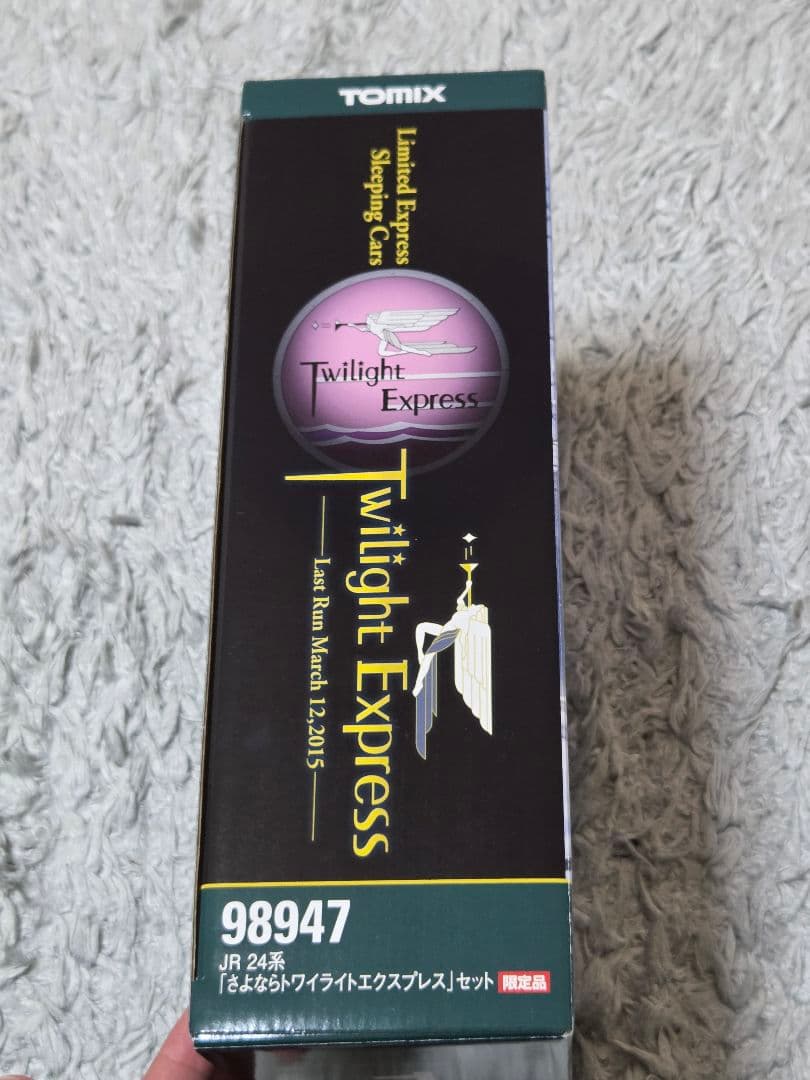 TOMIX
Limited Express
Sleeping Cars
Twilight
Express
Twilight Express
Last Run March 12,2015
98947
JR 24系
「さよならトワイライトエクスプレス」セット 限定品